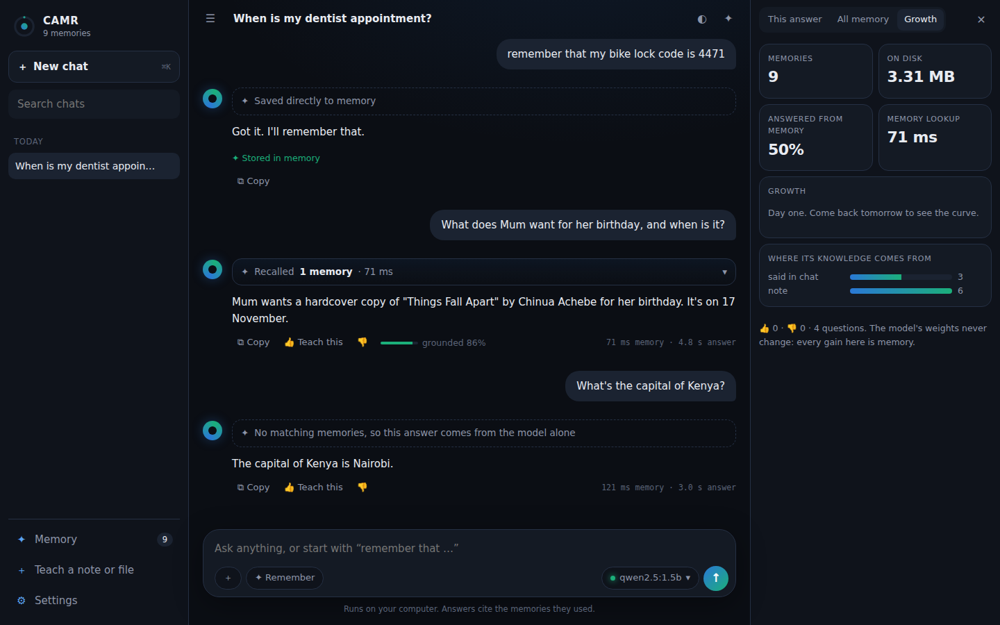 CAMR
9 memories
+ New chat ⌘K
Search chats
TODAY
When is my dentist appoin…
✦ Memory 9
+ Teach a note or file
⚙ Settings
☰ When is my dentist appointment? ◐ ✦
remember that my bike lock code is 4471
✦ Saved directly to memory
Got it. I'll remember that.
✦ Stored in memory
⧉ Copy
What does Mum want for her birthday, and when is it?
✦ Recalled 1 memory · 71 ms ▾
Mum wants a hardcover copy of "Things Fall Apart" by Chinua Achebe for her birthday. It's on 17
November.
⧉ Copy 👍 Teach this 👎 grounded 86% 71 ms memory · 4.8 s answer
What's the capital of Kenya?
✦ No matching memories, so this answer comes from the model alone
The capital of Kenya is Nairobi.
⧉ Copy 👍 Teach this 👎 121 ms memory · 3.0 s answer
Ask anything, or start with “remember that …”
+ ✦ Remember qwen2.5:1.5b ▾ ↑
Runs on your computer. Answers cite the memories they used.
This answer All memory Growth ✕
MEMORIES
9
ON DISK
3.31 MB
ANSWERED FROM
MEMORY
50%
MEMORY LOOKUP
71 ms
GROWTH
Day one. Come back tomorrow to see the curve.
WHERE ITS KNOWLEDGE COMES FROM
said in chat 3
note 6
👍 0 · 👎 0 · 4 questions. The model's weights never
change: every gain here is memory.